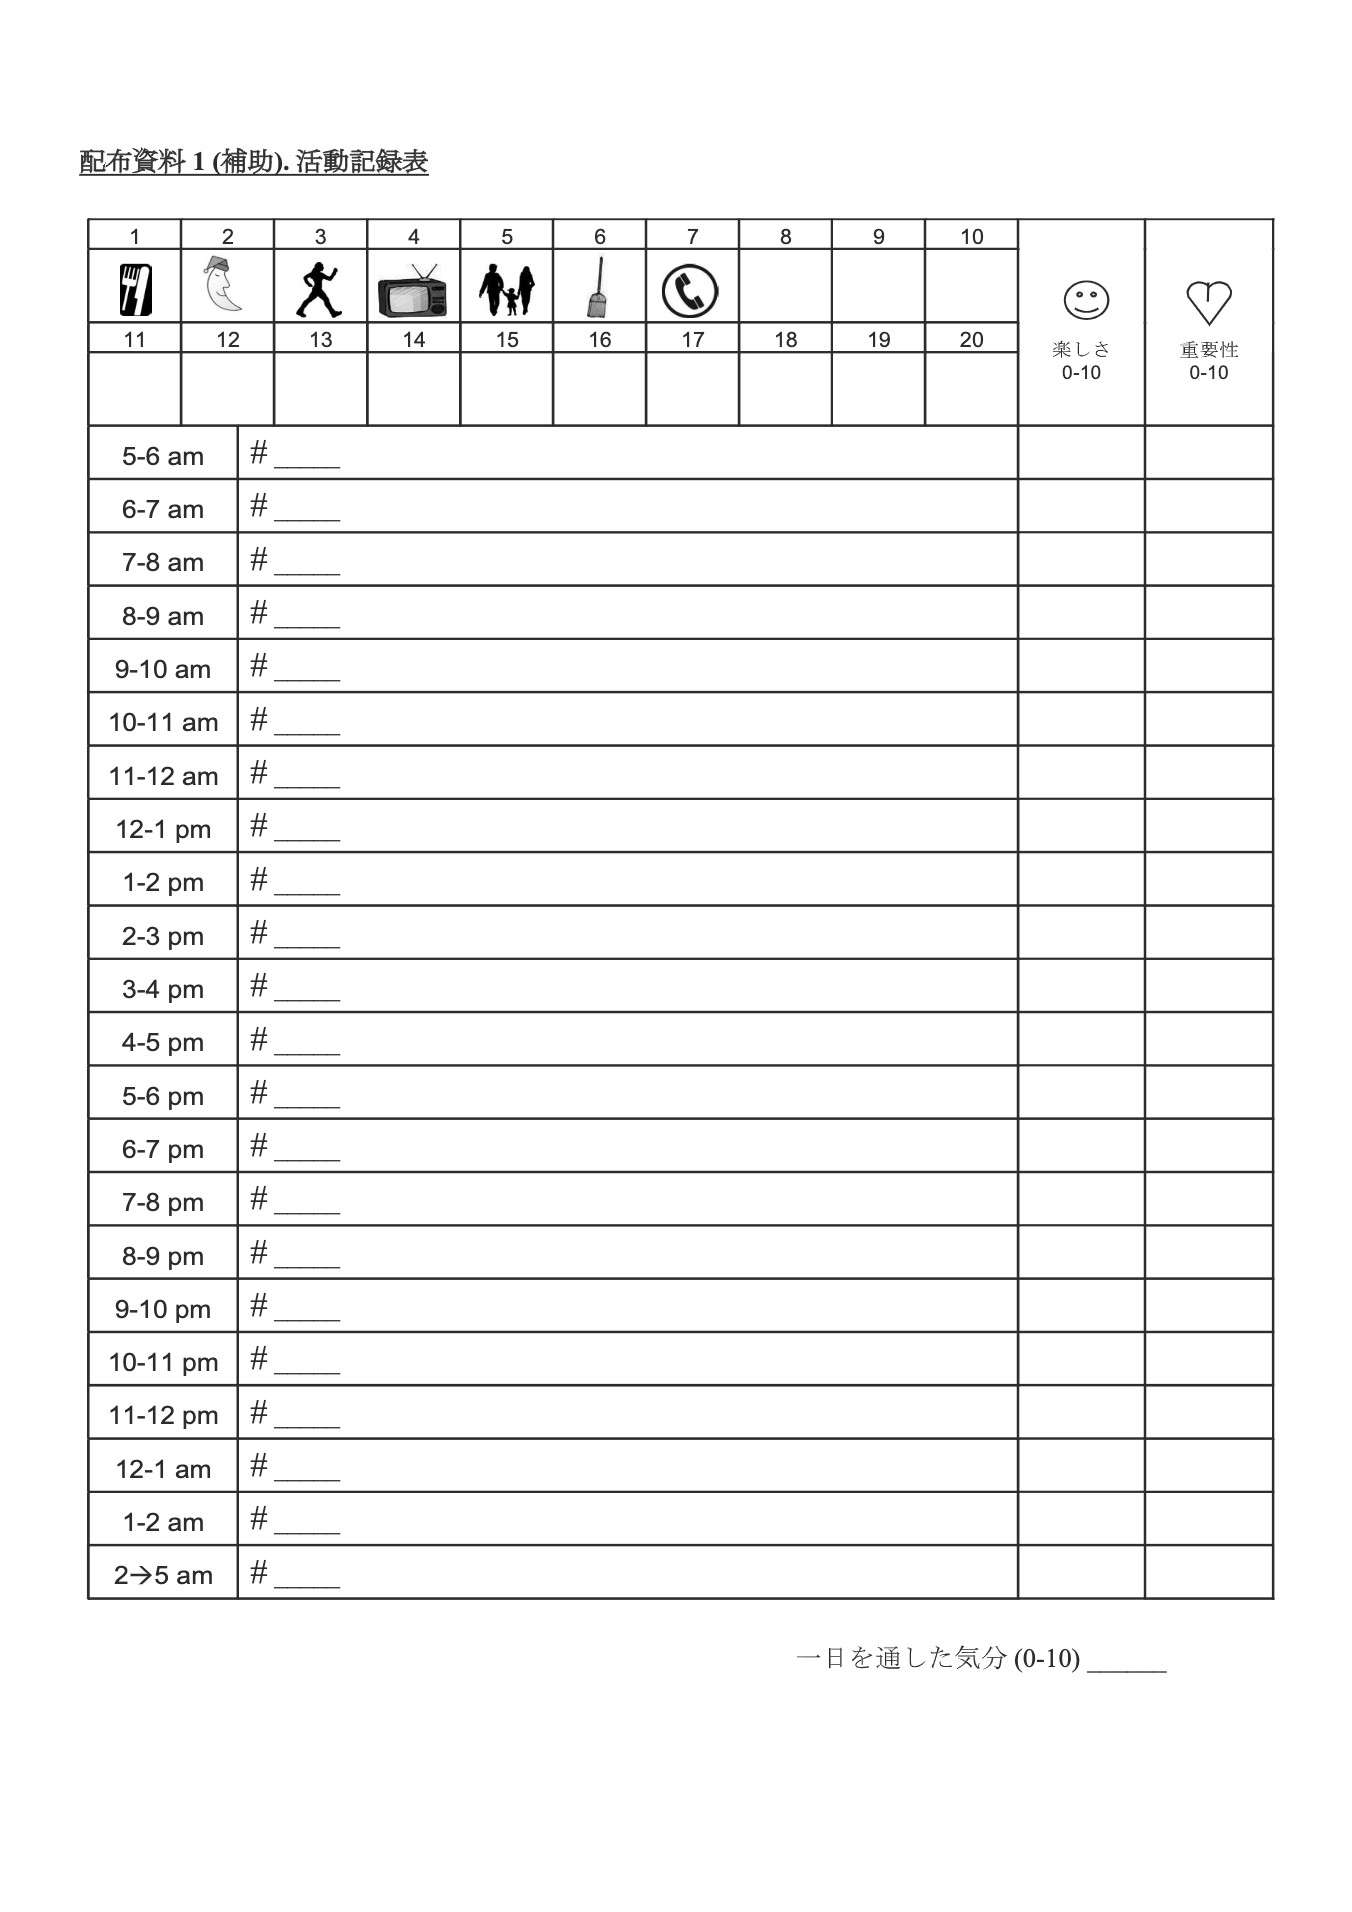 配布資料 1 (補助). 活動記録表
1 2 3 4 5 6 7 8 9 10
11 12 13 14 15 16 17 18 19 20
楽しさ
0-10
重要性
0-10
5-6 am # _____
6-7 am # _____
7-8 am # _____
8-9 am # _____
9-10 am # _____
10-11 am # _____
11-12 am # _____
12-1 pm # _____
1-2 pm # _____
2-3 pm # _____
3-4 pm # _____
4-5 pm # _____
5-6 pm # _____
6-7 pm # _____
7-8 pm # _____
8-9 pm # _____
9-10 pm # _____
10-11 pm # _____
11-12 pm # _____
12-1 am # _____
1-2 am # _____
2→5 am # _____
一日を通した気分 (0-10) ______